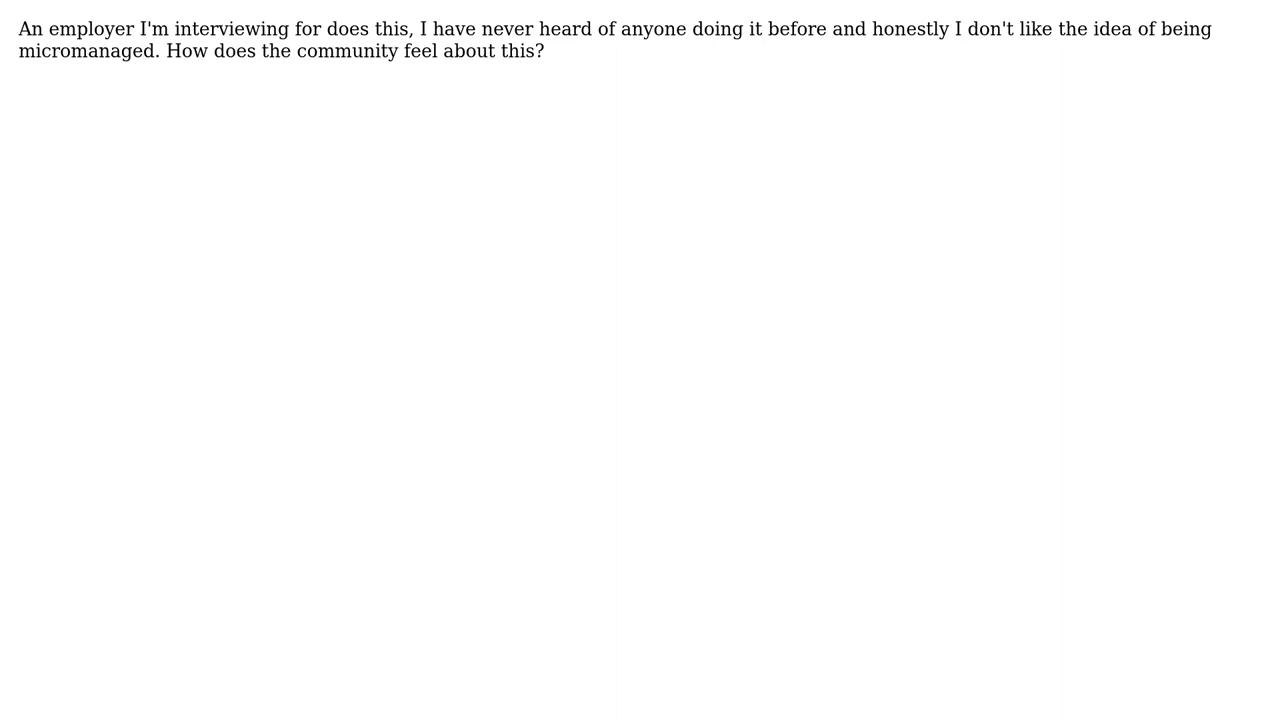 An employer I'm interviewing for does this, I have never heard of anyone doing it before and honestly I don't like the idea of being
micromanaged. How does the community feel about this?